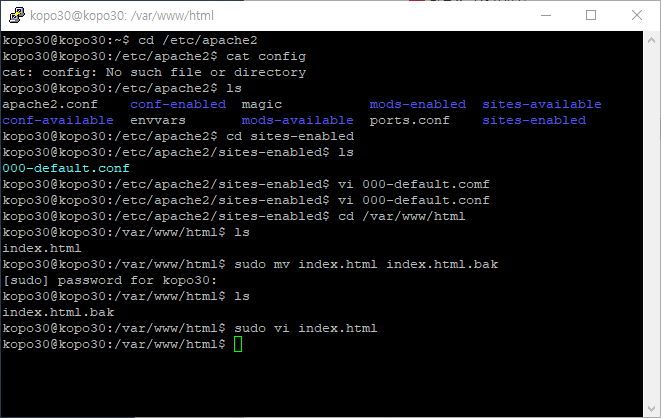 kopo30@kopo30: /var/www/html
kopo30@kopo30:~$ cd /etc/apache2
kopo30@kopo30:/etc/apache2$ cat config
cat: config: No such file or directory
kopo30@kopo30:/etc/apache2$ ls
apache2.conf    conf-enabled  magic           mods-enabled  sites-available
conf-available  envvars       mods-available  ports.conf    sites-enabled
kopo30@kopo30:/etc/apache2$ cd sites-enabled
kopo30@kopo30:/etc/apache2/sites-enabled$ ls
000-default.conf
kopo30@kopo30:/etc/apache2/sites-enabled$ vi 000-default.comf
kopo30@kopo30:/etc/apache2/sites-enabled$ vi 000-default.conf
kopo30@kopo30:/etc/apache2/sites-enabled$ cd /var/www/html
kopo30@kopo30:/var/www/html$ ls
index.html
kopo30@kopo30:/var/www/html$ sudo mv index.html index.html.bak
[sudo] password for kopo30:
kopo30@kopo30:/var/www/html$ ls
index.html.bak
kopo30@kopo30:/var/www/html$ sudo vi index.html
kopo30@kopo30:/var/www/html$